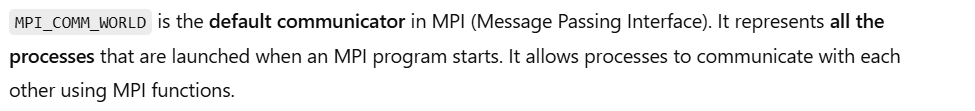 MPI_COMM_WORLD is the default communicator in MPI (Message Passing Interface). It represents all the
processes that are launched when an MPI program starts. It allows processes to communicate with each
other using MPI functions.